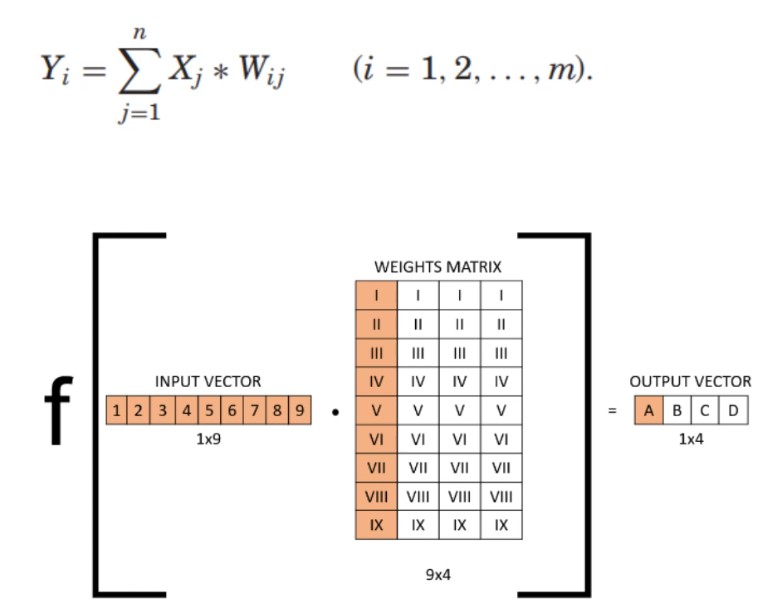 Y_i = \sum_{j=1}^{n} X_j * W_{ij} (i = 1, 2, . . . , m).
WEIGHTS MATRIX
I I I I
II II II II
III III III III
IV IV IV IV
V V V V
VI VI VI VI
VII VII VII VII
VIII VIII VIII VIII
IX IX IX IX
9x4
f
INPUT VECTOR
1 2 3 4 5 6 7 8 9
1x9
•
=
OUTPUT VECTOR
A B C D
1x4